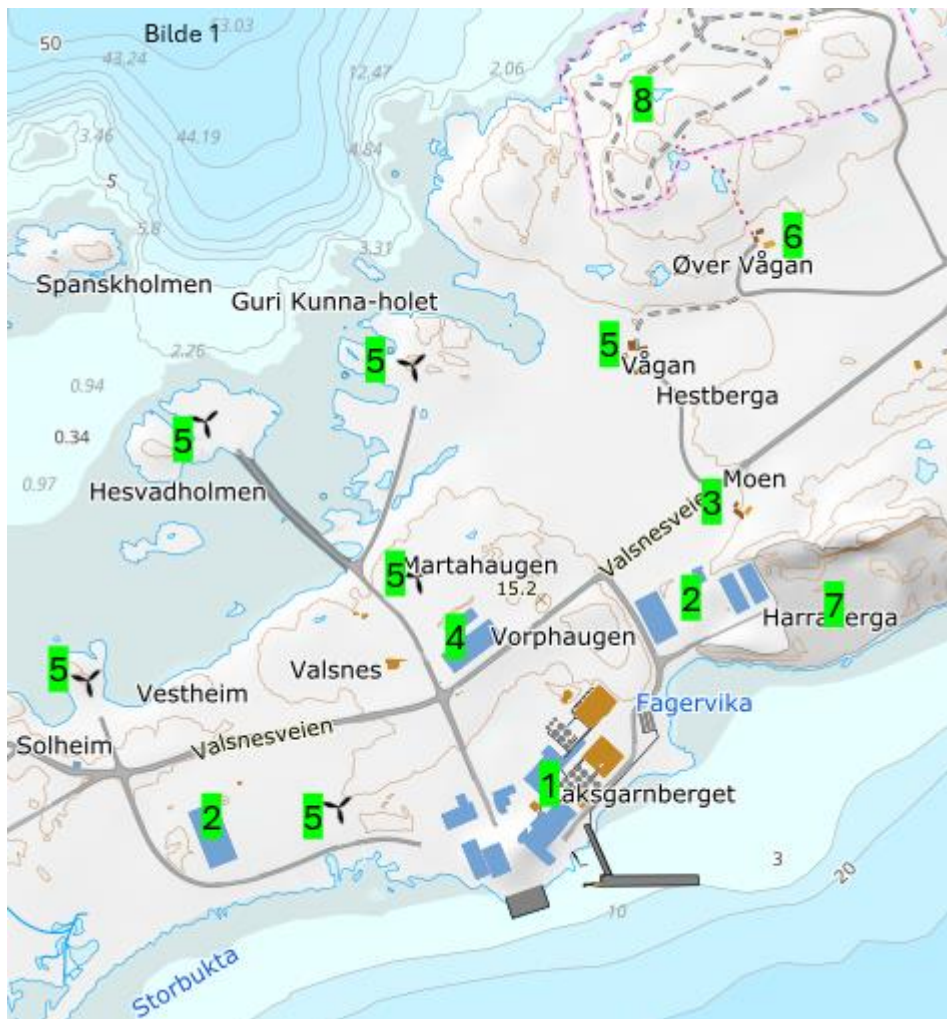 Bilde 1
53.03
50
43.24
12.47
2.06
8
3.46
44.19
4.84
S
5.8
6
3.31
Øver Vågan
Spanskholmen
Guri Kunna-holet
5
2.26
5
Vågan
0.94
Hestberga
0.34
5
0.97
Hesvadholmen
Moen
3
Valsnesveien
5
Martahaugen
15.2
2
4
Vorphaugen
Harraberga
7
5
Valsnes
Vestheim
Fagervika
Solheim
Valsnesveien
1
aksgarnberget
2
5
3
20
10
Storbukta